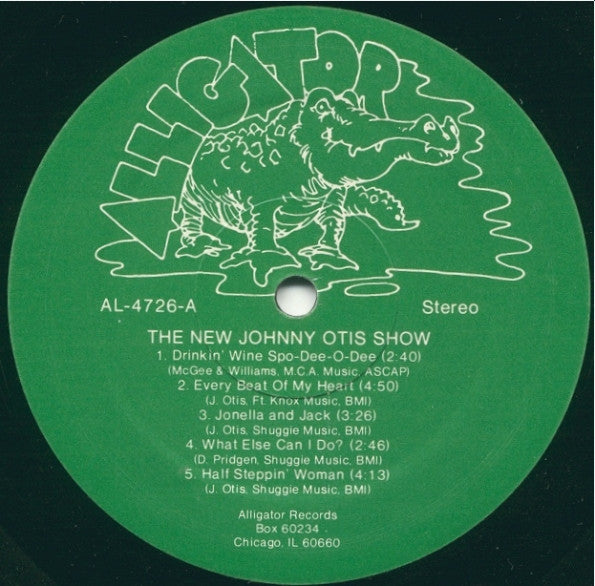 ALLIGATOR
AL-4726-A
Stereo
THE NEW JOHNNY OTIS SHOW
1. Drinkin' Wine Spo-Dee-O-Dee (2:40)
(McGee & Williams, M.C.A. Music, ASCAP)
2. Every Beat Of My Heart (4:50)
(J. Otis, Ft. Knox Music, BMI)
3. Jonella and Jack (3:26)
(J. Otis, Shuggie Music, BMI)
4. What Else Can I Do? (2:46)
(D. Pridgen, Shuggie Music, BMI)
5. Half Steppin' Woman (4:13)
(J. Otis, Shuggie Music, BMI)
Alligator Records
Box 60234
Chicago, IL 60660